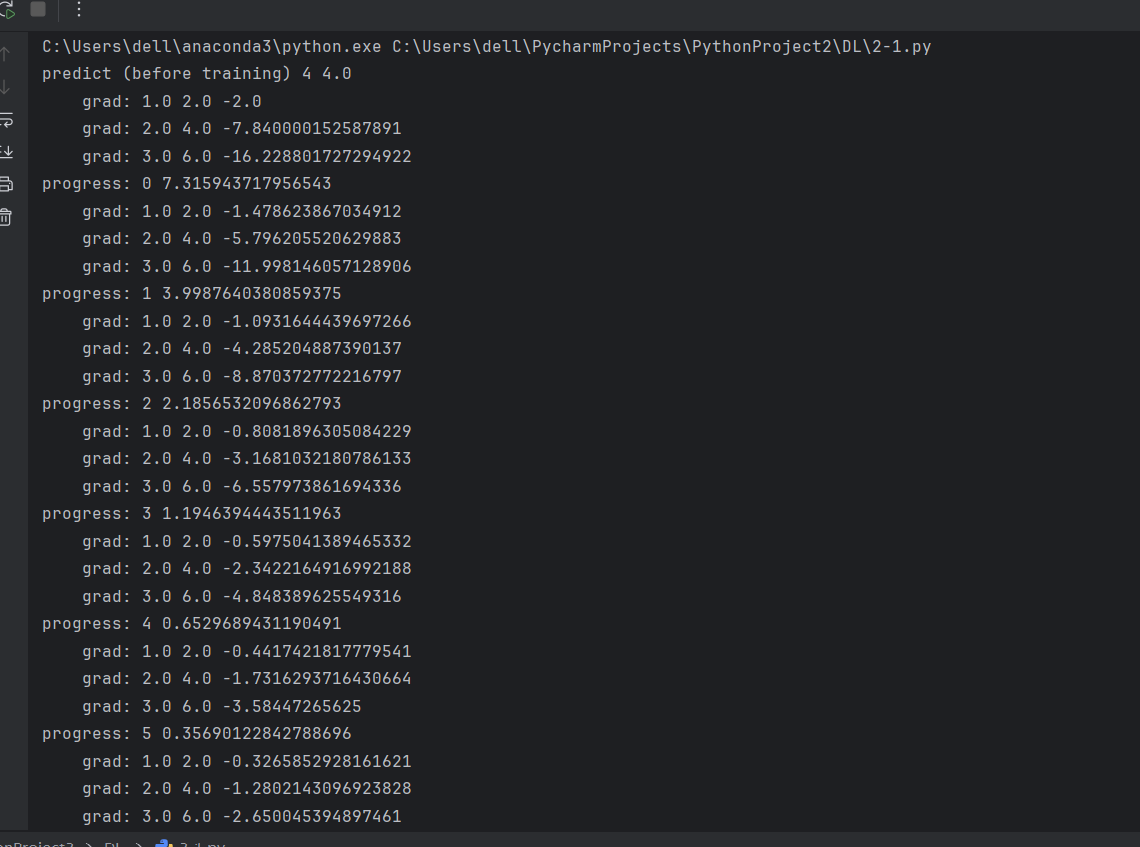 C:\Users\dell\anaconda3\python.exe C:\Users\dell\PycharmProjects\PythonProject2\DL\2-1.py
predict (before training) 4 4.0
    grad: 1.0 2.0 -2.0
    grad: 2.0 4.0 -7.840000152587891
    grad: 3.0 6.0 -16.228801727294922
progress: 0 7.315943717956543
    grad: 1.0 2.0 -1.478623867034912
    grad: 2.0 4.0 -5.796205520629883
    grad: 3.0 6.0 -11.998146057128906
progress: 1 3.9987640380859375
    grad: 1.0 2.0 -1.0931644439697266
    grad: 2.0 4.0 -4.285204887390137
    grad: 3.0 6.0 -8.870372772216797
progress: 2 2.1856532096862793
    grad: 1.0 2.0 -0.8081896305084229
    grad: 2.0 4.0 -3.1681032180786133
    grad: 3.0 6.0 -6.557973861694336
progress: 3 1.1946394443511963
    grad: 1.0 2.0 -0.5975041389465332
    grad: 2.0 4.0 -2.3422164916992188
    grad: 3.0 6.0 -4.848389625549316
progress: 4 0.6529689431190491
    grad: 1.0 2.0 -0.4417421817779541
    grad: 2.0 4.0 -1.7316293716430664
    grad: 3.0 6.0 -3.58447265625
progress: 5 0.35690122842788696
    grad: 1.0 2.0 -0.3265852928161621
    grad: 2.0 4.0 -1.2802143096923828
    grad: 3.0 6.0 -2.650045394897461